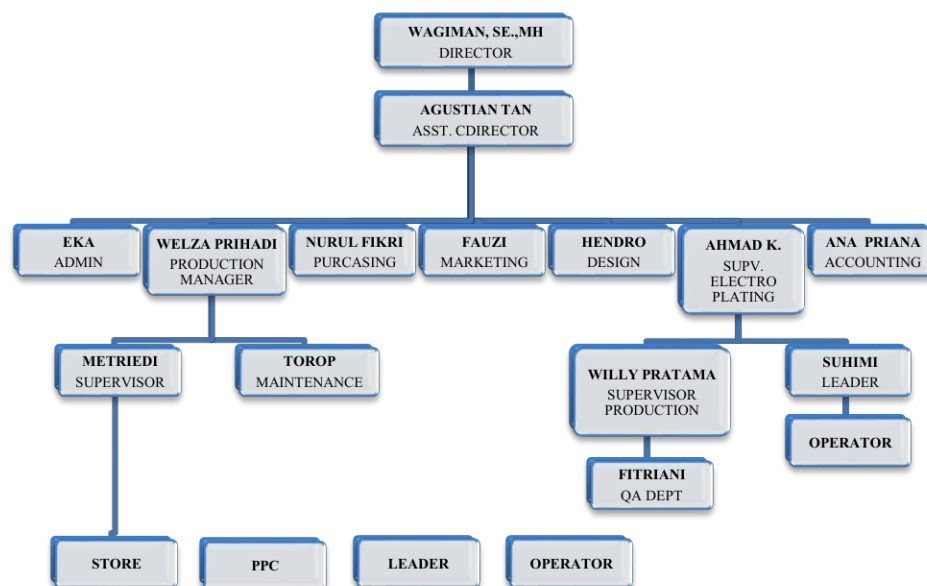 WAGIMAN, SE.,MH
DIRECTOR
AGUSTIAN TAN
ASST. CDIRECTOR
EKA
ADMIN
WELZA PRIHADI
PRODUCTION
MANAGER
NURUL FIKRI
PURCASING
FAUZI
MARKETING
HENDRO
DESIGN
AHMAD K.
SUPV.
ELECTRO
PLATING
ANA PRIANA
ACCOUNTING
METRIEDI
SUPERVISOR
TOROP
MAINTENANCE
WILLY PRATAMA
SUPERVISOR
PRODUCTION
SUHIMI
LEADER
OPERATOR
FITRIANI
QA DEPT
STORE
PPC
LEADER
OPERATOR